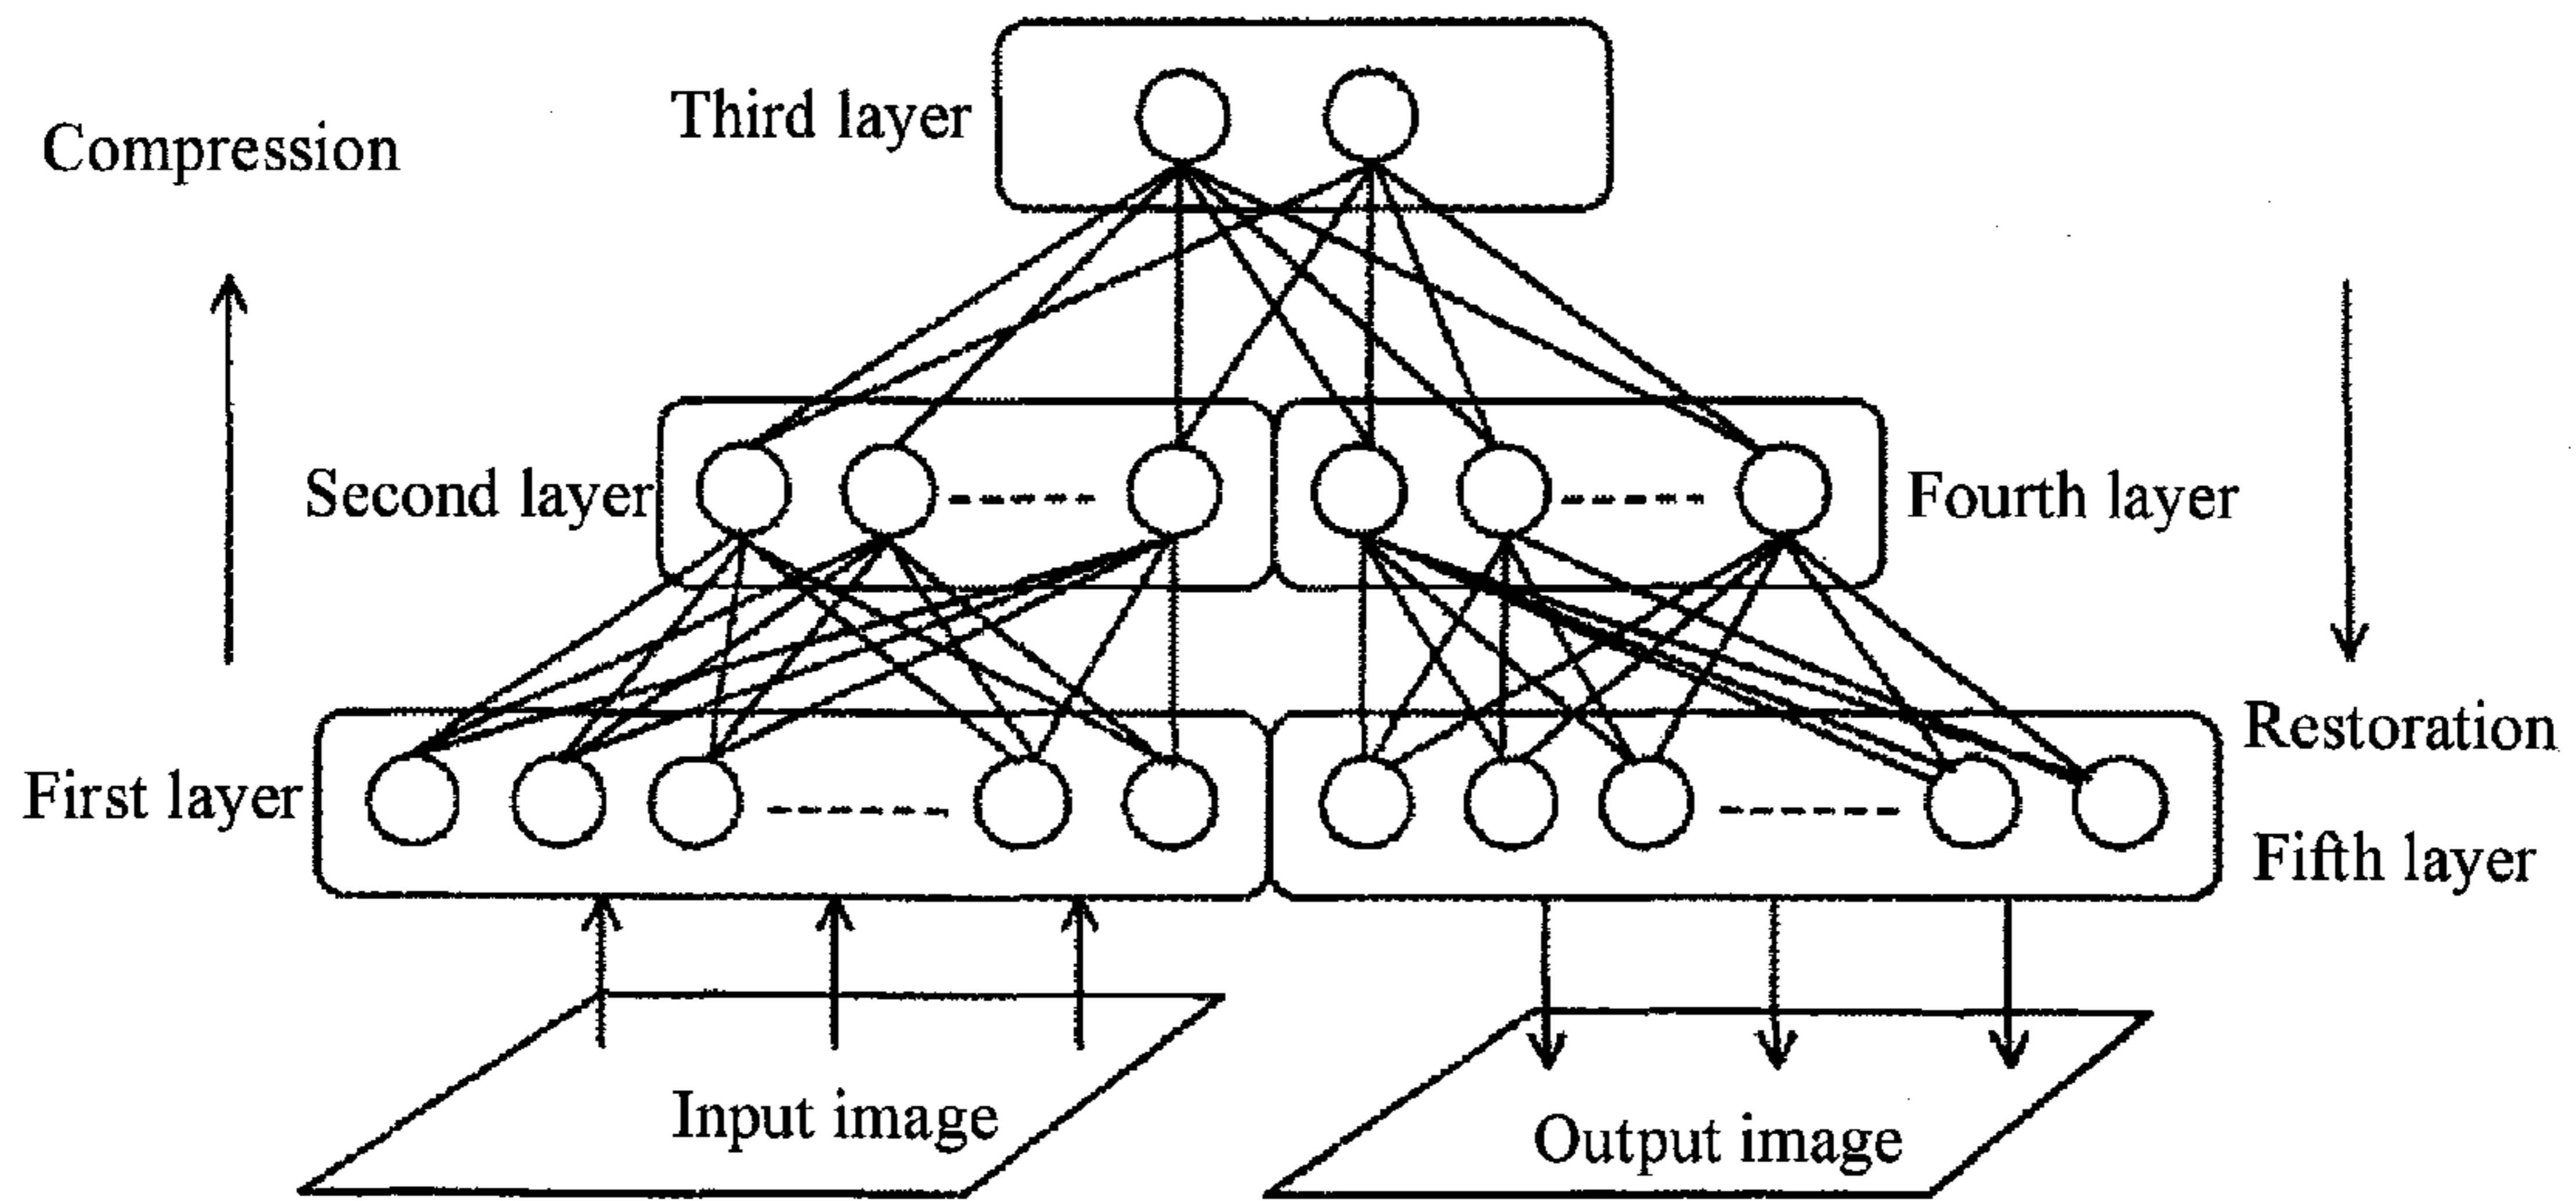 Third layer
Compression
Second layer
Fourth layer
Restoration
First layer
Fifth layer
Input image
Output image